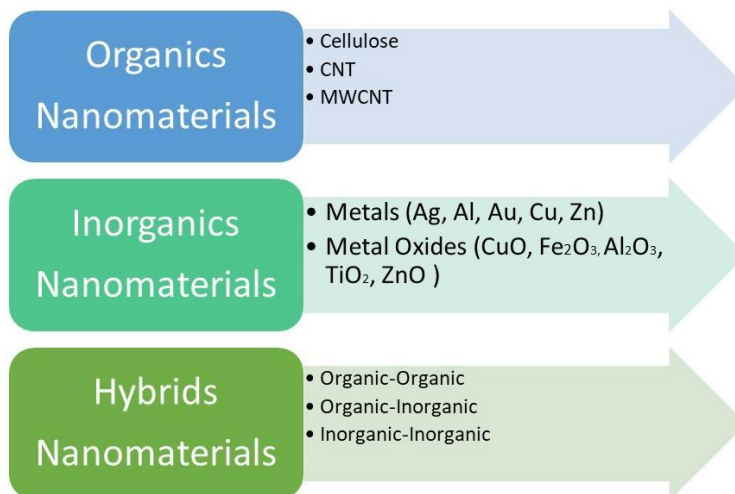 Organics
Nanomaterials
• Cellulose
• CNT
• MWCNT
Inorganics
Nanomaterials
• Metals (Ag, Al, Au, Cu, Zn)
• Metal Oxides (CuO, Fe₂O₃, Al₂O₃,
TiO₂, ZnO )
Hybrids
Nanomaterials
• Organic-Organic
• Organic-Inorganic
• Inorganic-Inorganic